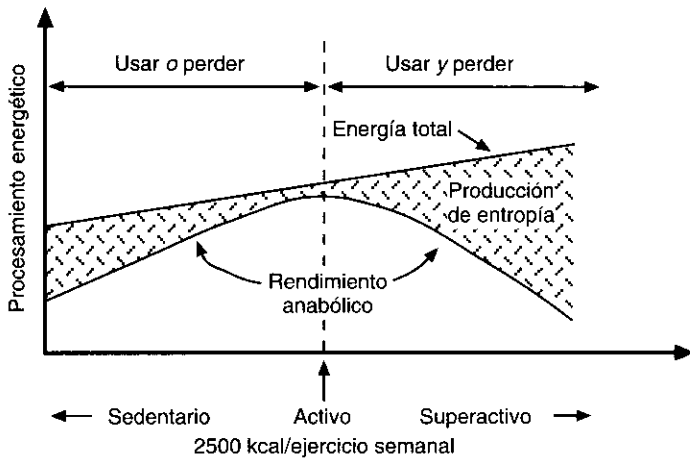 Usar o perder
Usar y perder
Procesamiento energético
Energía total
Producción
de entropía
Rendimiento
anabólico
Sedentario
Activo
Superactivo
2500 kcal/ejercicio semanal